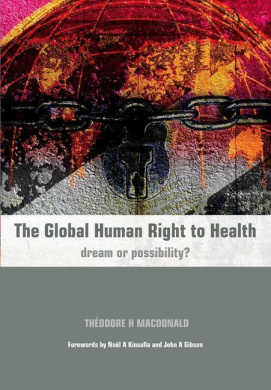 The Global Human Right to Health
dream or possibility?
THÉODORE H MACDONALD
Forewords by Noël A Kinsella and John A Gibson